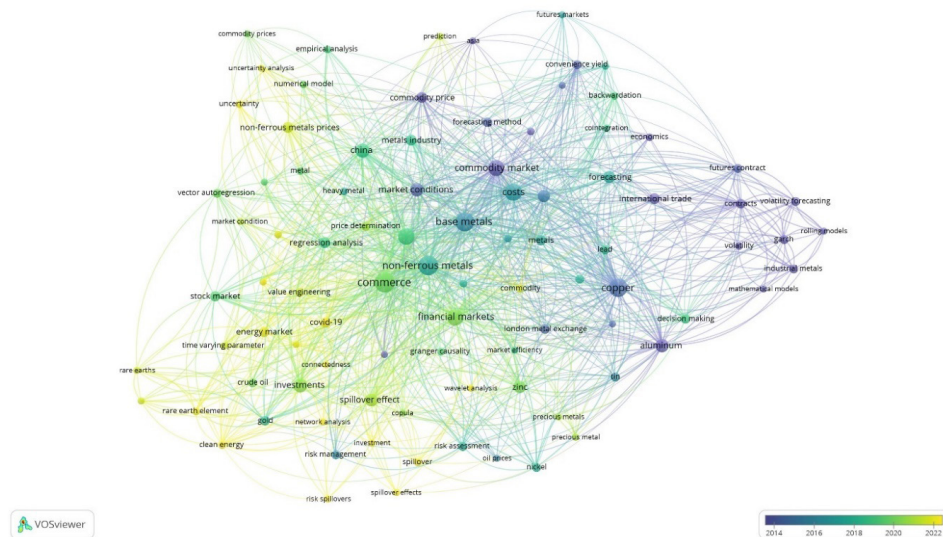 futures markets
commodity prices
prediction
asia
empirical analysis
convenience yield
uncertainty analysis
numerical model
backwardation
commodity price
uncertainty
forecasting method
non-ferrous metals prices
cointegration
economics
metals industry
china
commodity market
metal
futures contract
forecasting
vector autoregression
heavy metal
market conditions
costs
international trade
contracts
volatility forecasting
market condition
price determination
base metals
rolling models
regression analysis
metals
garsh
lead
volatility
non-ferrous metals
industrial metals
commerce
value engineering
commodity
copper
mathematical models
stock market
covid-19
financial markets
decision making
energy market
london metal exchange
time varying parameter
granger causality
market efficiency
aluminum
rare earths
connectedness
crude oil
investments
wavelet analysis
zinc
tin
spillover effect
rare earth element
copula
gold
network analysis
precious metals
precious metal
clean energy
investment
risk assessment
risk management
spillover
oil prices
nickel
risk spillovers
spillover effects
VOSviewer
2014 2016 2018 2020 2022